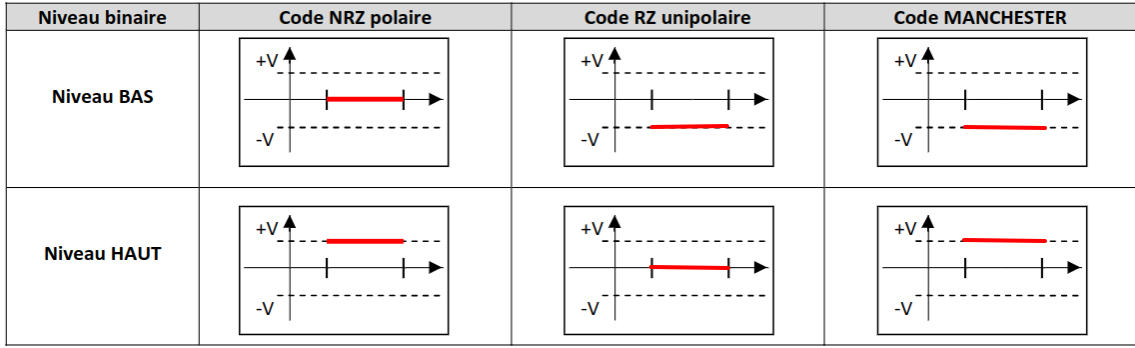 Niveau binaire Code NRZ polaire Code RZ unipolaire Code MANCHESTER
+V +V +V
Niveau BAS
-V -V -V
+V +V +V
Niveau HAUT
-V -V -V